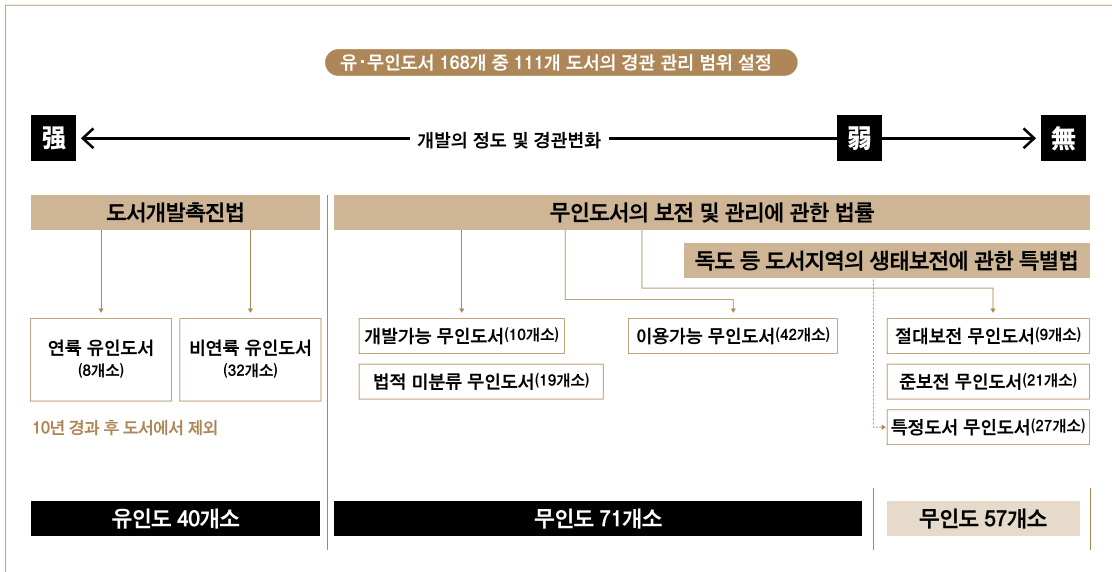 유·무인도서 168개 중 111개 도서의 경관 관리 범위 설정
强
개발의 정도 및 경관변화
弱
無
도서개발촉진법
무인도서의 보전 및 관리에 관한 법률
독도 등 도서지역의 생태보전에 관한 특별법
연륙 유인도서
(8개소)
비연륙 유인도서
(32개소)
개발가능 무인도서(10개소)
이용가능 무인도서(42개소)
절대보전 무인도서(9개소)
법적 미분류 무인도서(19개소)
준보전 무인도서(21개소)
특정도서 무인도서(27개소)
10년 경과 후 도서에서 제외
유인도 40개소
무인도 71개소
무인도 57개소